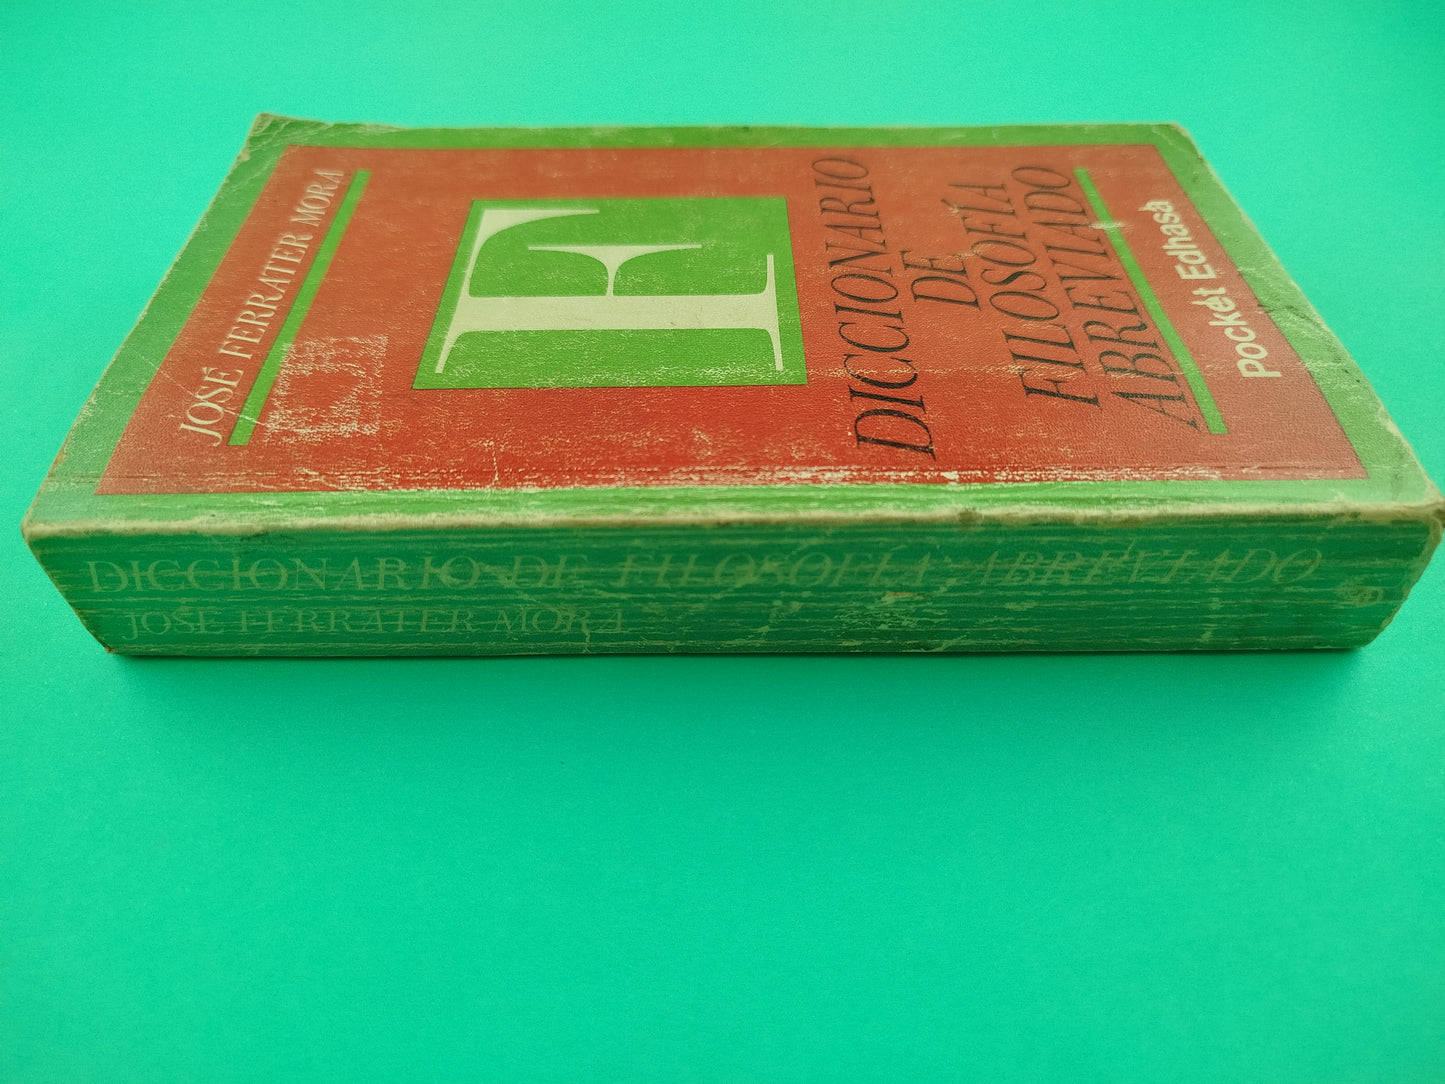 JOSÉ FERRATER MORA
F
DICCIONARIO
DE
FILOSOFÍA
ABREVIADO
Pocket Edhasa
DICCIONARIO DE FILOSOFÍA ABREVIADO
JOSÉ FERRATER MORA